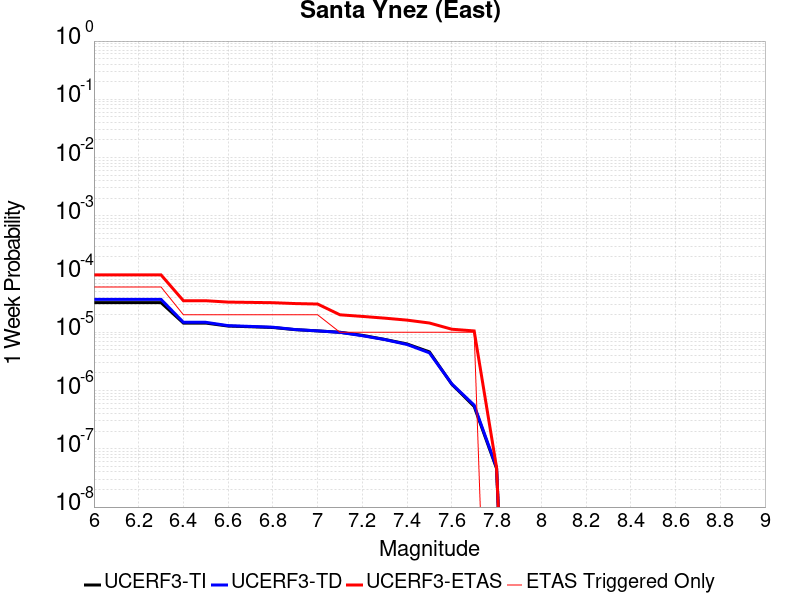 Santa Ynez (East)
10^0
10^-1
10^-2
10^-3
10^-4
10^-5
10^-6
10^-7
10^-8
1 Week Probability
6 6.2 6.4 6.6 6.8 7 7.2 7.4 7.6 7.8 8 8.2 8.4 8.6 8.8 9
Magnitude
UCERF3-TI UCERF3-TD UCERF3-ETAS ETAS Triggered Only